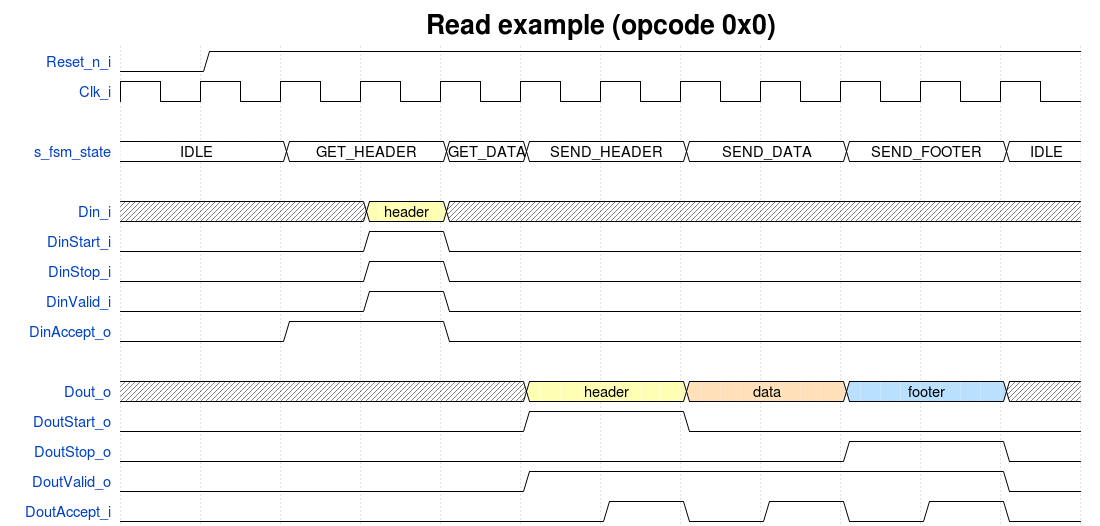 Read example (opcode 0x0)
Reset_n_i
Clk_i
s_fsm_state IDLE GET_HEADER GET_DATA SEND_HEADER SEND_DATA SEND_FOOTER IDLE
Din_i header
DinStart_i
DinStop_i
DinValid_i
DinAccept_o
Dout_o header data footer
DoutStart_o
DoutStop_o
DoutValid_o
DoutAccept_i